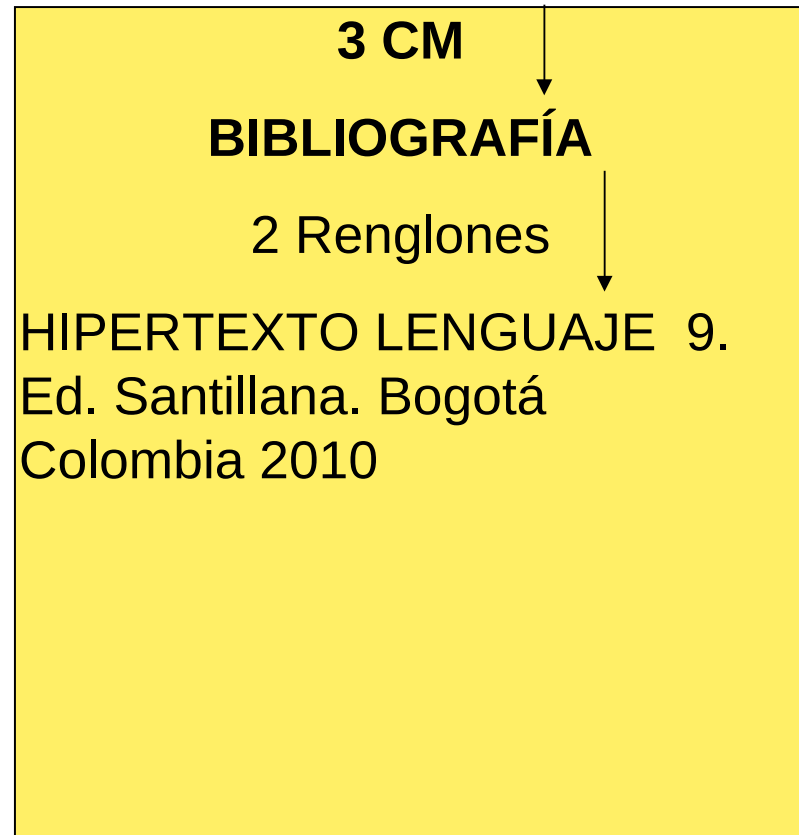 3 CM
BIBLIOGRAFÍA
2 Renglones
HIPERTEXTO LENGUAJE  9.
Ed. Santillana. Bogotá
Colombia 2010